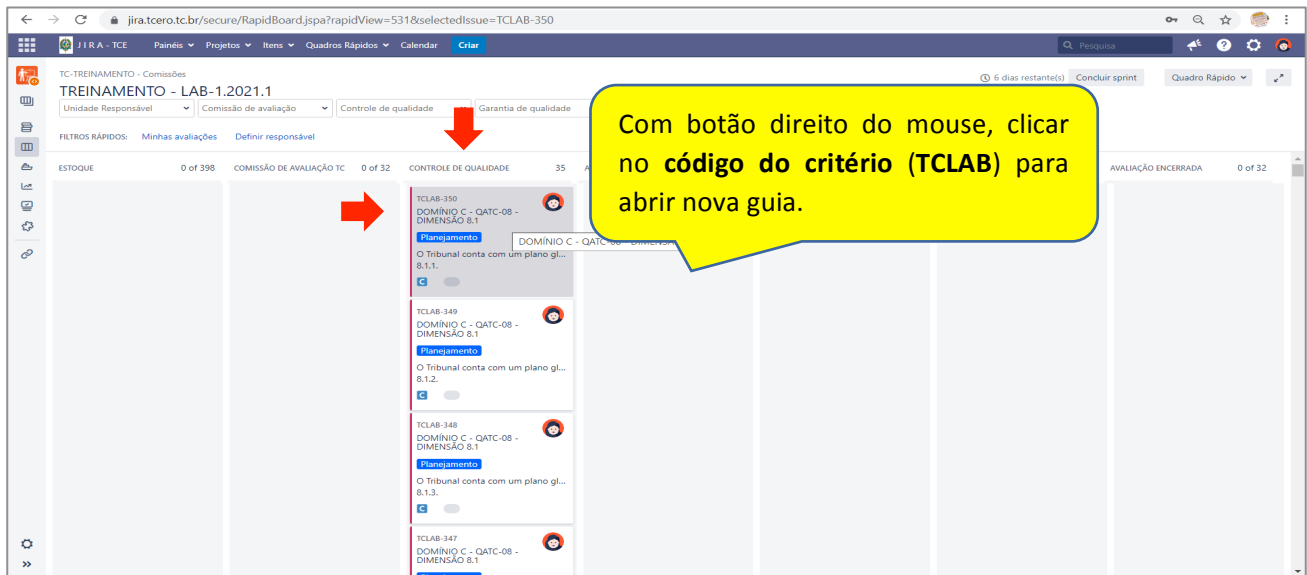 jira.tcero.tc.br/secure/RapidBoard.jspa?rapidView=531&selectedIssue=TCLAB-350
J I R A - TCE Painéis Projetos Itens Quadros Rápidos Calendar Criar Pesquisa
TC-TREINAMENTO - Comissões
TREINAMENTO - LAB-1.2021.1
6 dias restante(s) Concluir sprint Quadro Rápido
Unidade Responsável Comissão de avaliação Controle de qualidade Garantia de qualidade
FILTROS RÁPIDOS: Minhas avaliações Definir responsável
Com botão direito do mouse, clicar
no código do critério (TCLAB) para
abrir nova guia.
ESTOQUE 0 of 398 COMISSÃO DE AVALIAÇÃO TC 0 of 32 CONTROLE DE QUALIDADE 35 AVALIAÇÃO ENCERRADA 0 of 32
TCLAB-350
DOMÍNIO C - QATC-08 -
DIMENSÃO 8.1
Planejamento
DOMÍNIO C - QATC-08 - DIMENSÃ
O Tribunal conta com um plano gl...
8.1.1.
C
TCLAB-349
DOMÍNIO C - QATC-08 -
DIMENSÃO 8.1
Planejamento
O Tribunal conta com um plano gl...
8.1.2.
C
TCLAB-348
DOMÍNIO C - QATC-08 -
DIMENSÃO 8.1
Planejamento
O Tribunal conta com um plano gl...
8.1.3.
C
TCLAB-347
DOMÍNIO C - QATC-08 -
DIMENSÃO 8.1